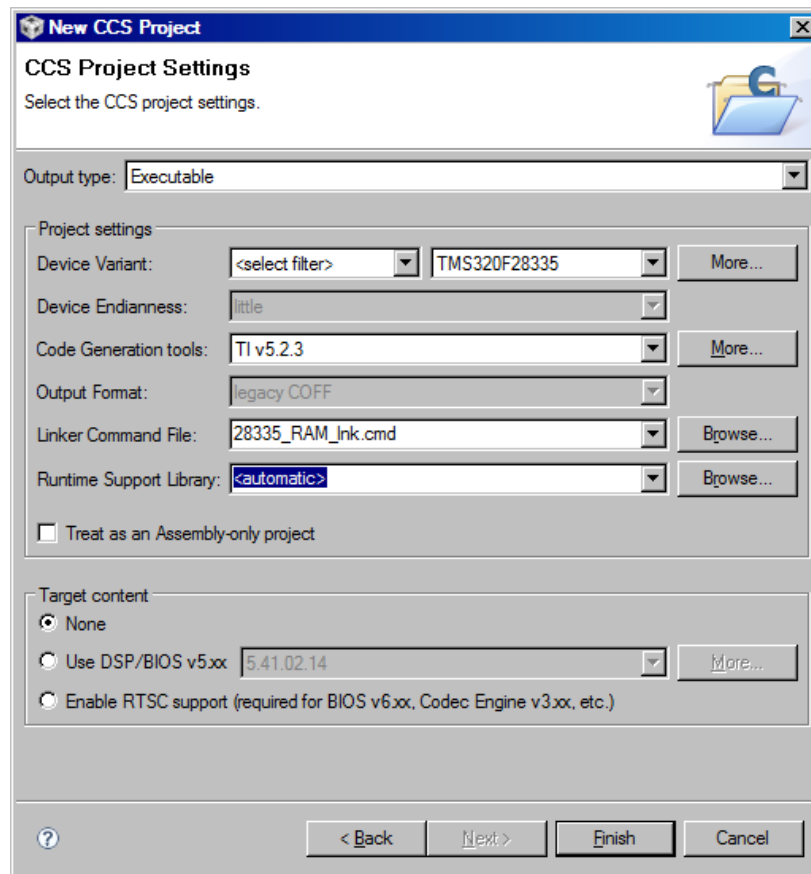 New CCS Project
CCS Project Settings
Select the CCS project settings.
Output type: Executable
Project settings
Device Variant: <select filter> TMS320F28335 More...
Device Endianness: little
Code Generation tools: TI v5.2.3 More...
Output Format: legacy COFF
Linker Command File: 28335_RAM_lnk.cmd Browse...
Runtime Support Library: <automatic> Browse...
Treat as an Assembly-only project
Target content
None
Use DSP/BIOS v5.xx 5.41.02.14 More...
Enable RTSC support (required for BIOS v6.xx, Codec Engine v3.xx, etc.)
? < Back Next > Finish Cancel